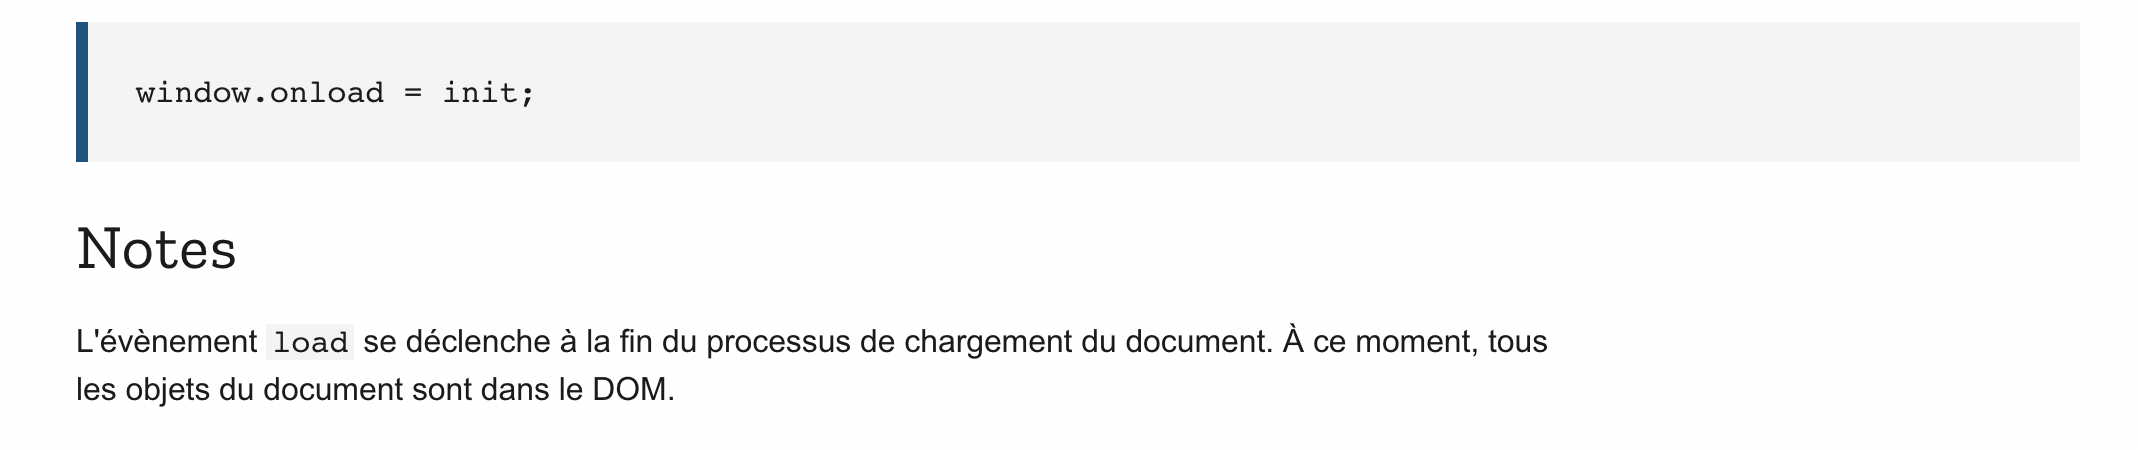 window.onload = init;
Notes
L'évènement load se déclenche à la fin du processus de chargement du document. À ce moment, tous
les objets du document sont dans le DOM.